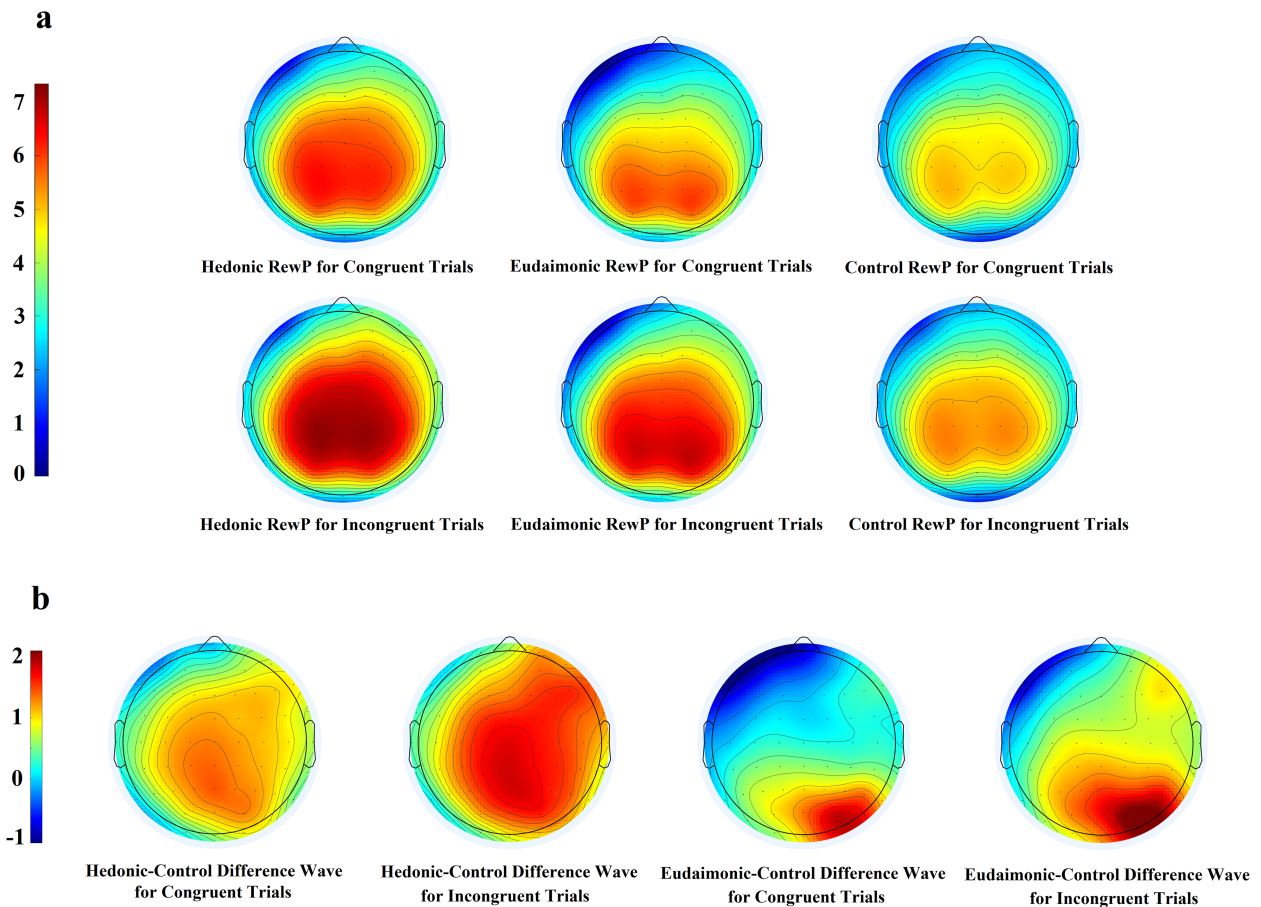 a
7
6
5
4
3
2
1
0
Hedonic RewP for Congruent Trials
Eudaimonic RewP for Congruent Trials
Control RewP for Congruent Trials
Hedonic RewP for Incongruent Trials
Eudaimonic RewP for Incongruent Trials
Control RewP for Incongruent Trials
b
2
1
0
-1
Hedonic-Control Difference Wave
for Congruent Trials
Hedonic-Control Difference Wave
for Incongruent Trials
Eudaimonic-Control Difference Wave
for Congruent Trials
Eudaimonic-Control Difference Wave
for Incongruent Trials